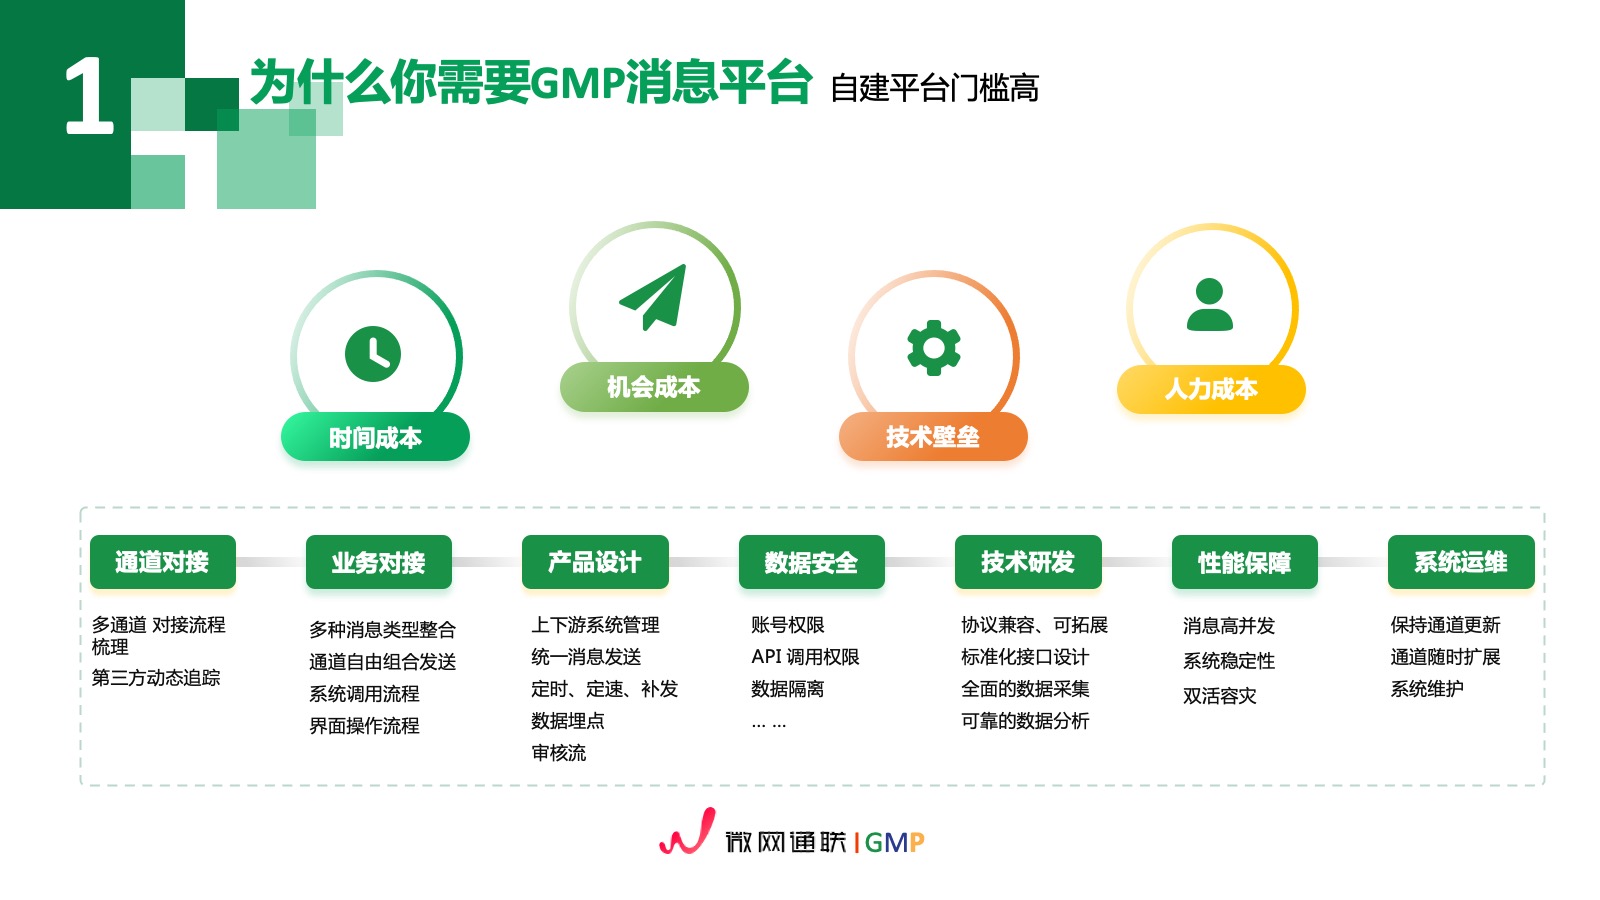 1
为什么你需要GMP消息平台 自建平台门槛高
时间成本
机会成本
技术壁垒
人力成本
通道对接
多通道 对接流程
梳理
第三方动态追踪
业务对接
多种消息类型整合
通道自由组合发送
系统调用流程
界面操作流程
产品设计
上下游系统管理
统一消息发送
定时、定速、补发
数据埋点
审核流
数据安全
账号权限
API 调用权限
数据隔离
... ...
技术研发
协议兼容、可拓展
标准化接口设计
全面的数据采集
可靠的数据分析
性能保障
消息高并发
系统稳定性
双活容灾
系统运维
保持通道更新
通道随时扩展
系统维护
微网通联|GMP